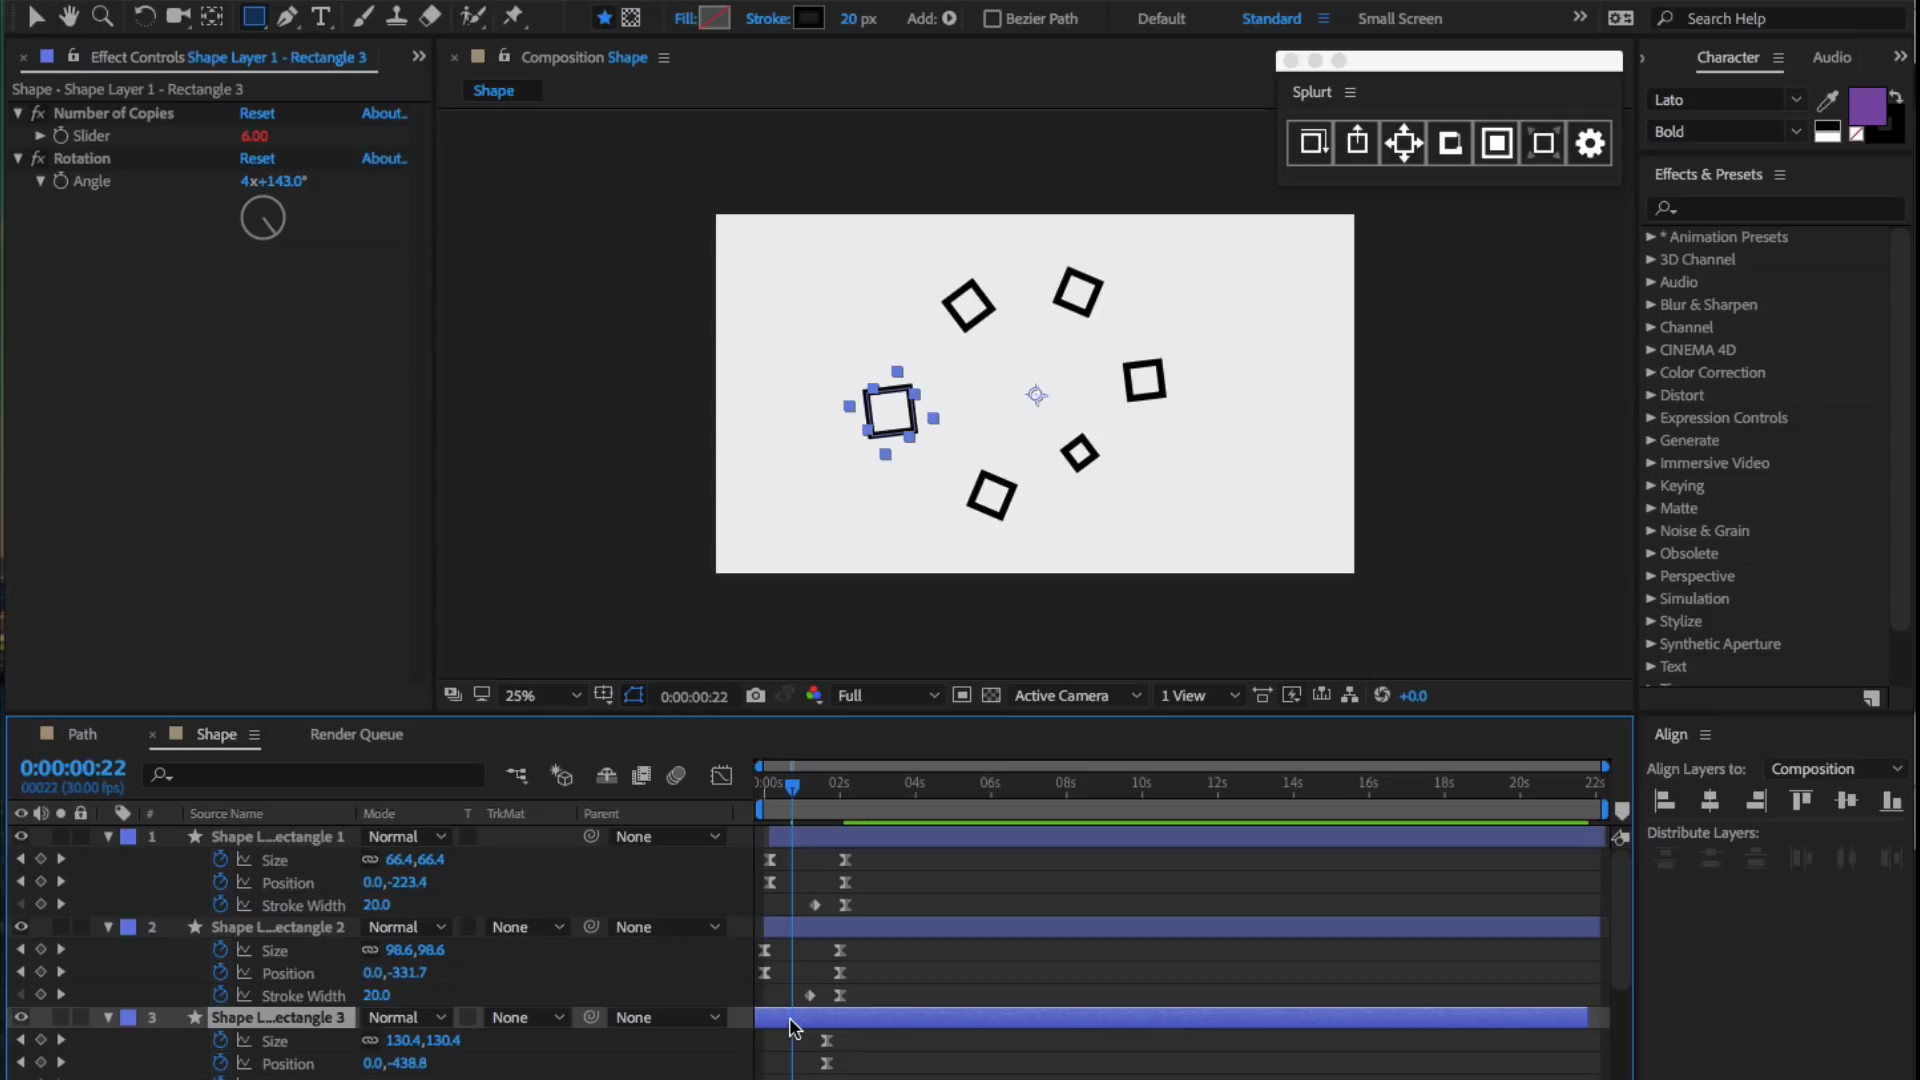 Fill:
Stroke:
20 px
Add:
Bezier Path
Default
Standard
Small Screen
Search Help
Effect Controls Shape Layer 1 - Rectangle 3
Composition Shape
Character
Audio
Shape - Shape Layer 1 - Rectangle 3
Shape
Splurt
Lato
Bold
fx Number of Copies
Reset
About..
Slider
6.00
fx Rotation
Reset
About..
Angle
4x+143.0°
Effects & Presets
* Animation Presets
3D Channel
Audio
Blur & Sharpen
Channel
CINEMA 4D
Color Correction
Distort
Expression Controls
Generate
Immersive Video
Keying
Matte
Noise & Grain
Obsolete
Perspective
Simulation
Stylize
Synthetic Aperture
Text
25%
0:00:00:22
Full
Active Camera
1 View
+0.0
Path
Shape
Render Queue
Align
0:00:00:22
00022 (30.00 fps)
Align Layers to:
Composition
Distribute Layers:
0:00s
02s
04s
06s
08s
10s
12s
14s
16s
18s
20s
22s
#
Source Name
Mode
T
TrkMat
Parent
1
Shape L...ectangle 1
Normal
None
Size
66.4,66.4
Position
0.0,-223.4
Stroke Width
20.0
2
Shape L...ectangle 2
Normal
None
None
Size
98.6,98.6
Position
0.0,-331.7
Stroke Width
20.0
3
Shape L...ectangle 3
Normal
None
None
Size
130.4,130.4
Position
0.0,-438.8